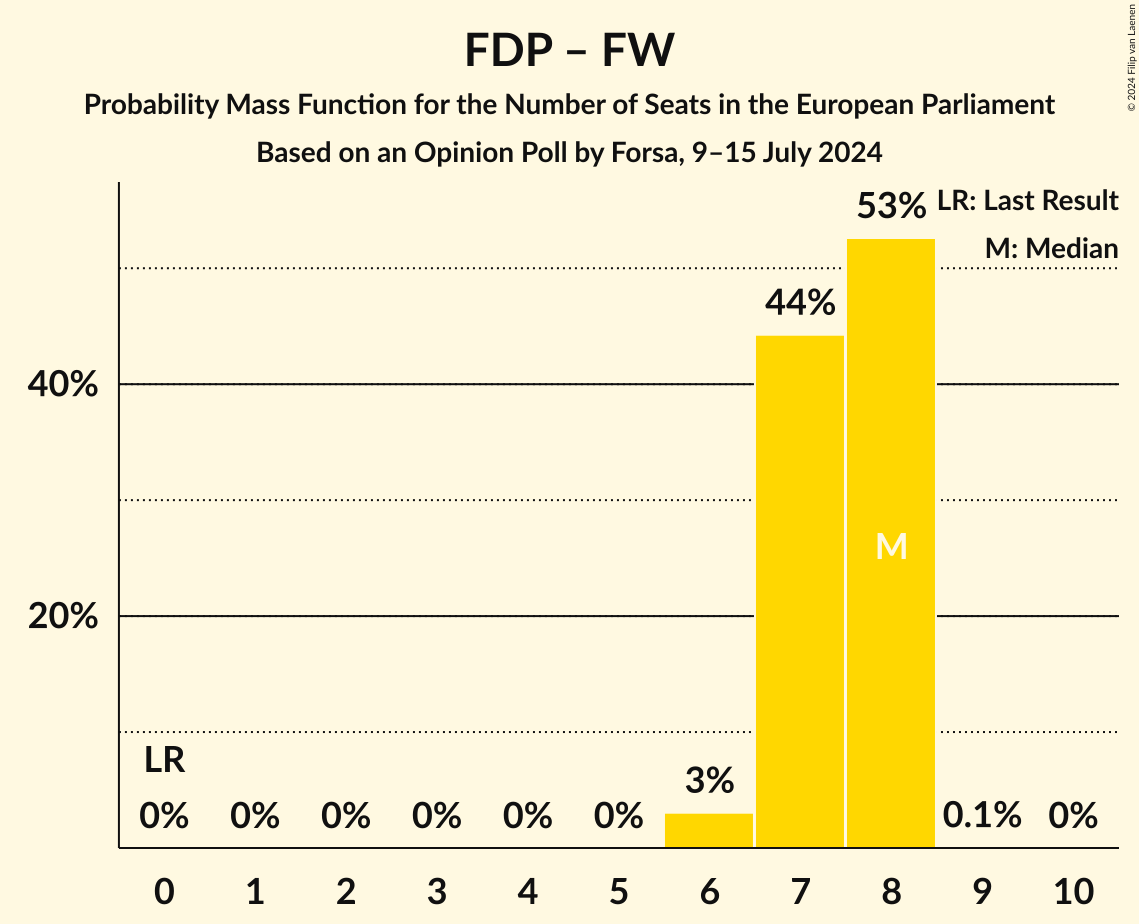 FDP – FW
Probability Mass Function for the Number of Seats in the European Parliament
Based on an Opinion Poll by Forsa, 9–15 July 2024
© 2024 Filip van Laenen
LR: Last Result
M: Median
53%
44%
40%
M
20%
LR
3%
0% 0% 0% 0% 0% 0% 0.1% 0%
0 1 2 3 4 5 6 7 8 9 10